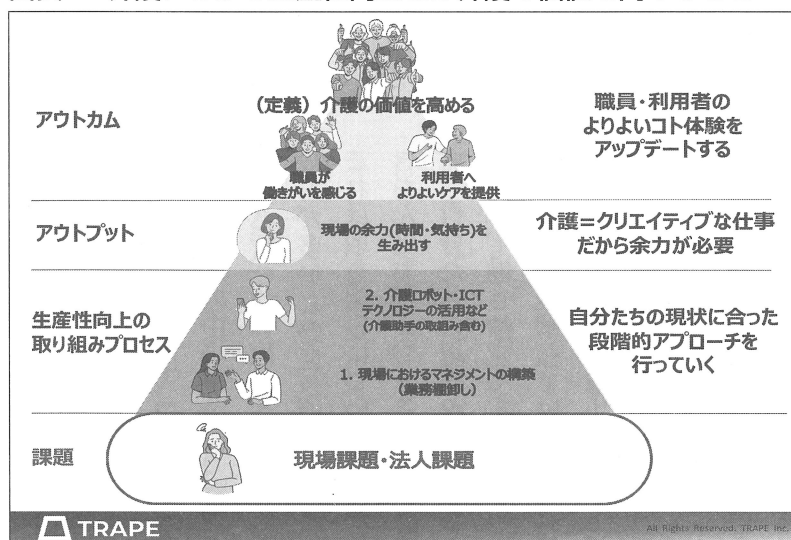 アウトカム
(定義) 介護の価値を高める
職員が
働きがいを感じる
利用者へ
よりよいケアを提供
職員・利用者の
よりよいコト体験を
アップデートする
アウトプット
現場の余力(時間・気持ち)を
生み出す
介護=クリエイティブな仕事
だから余力が必要
生産性向上の
取り組みプロセス
2. 介護ロボット・ICT
テクノロジーの活用など
(介護助手の取組み含む)
1. 現場におけるマネジメントの構築
(業務棚卸し)
自分たちの現状に合った
段階的アプローチを
行っていく
課題
現場課題・法人課題
TRAPE
All Rights Reserved. TRAPE Inc.